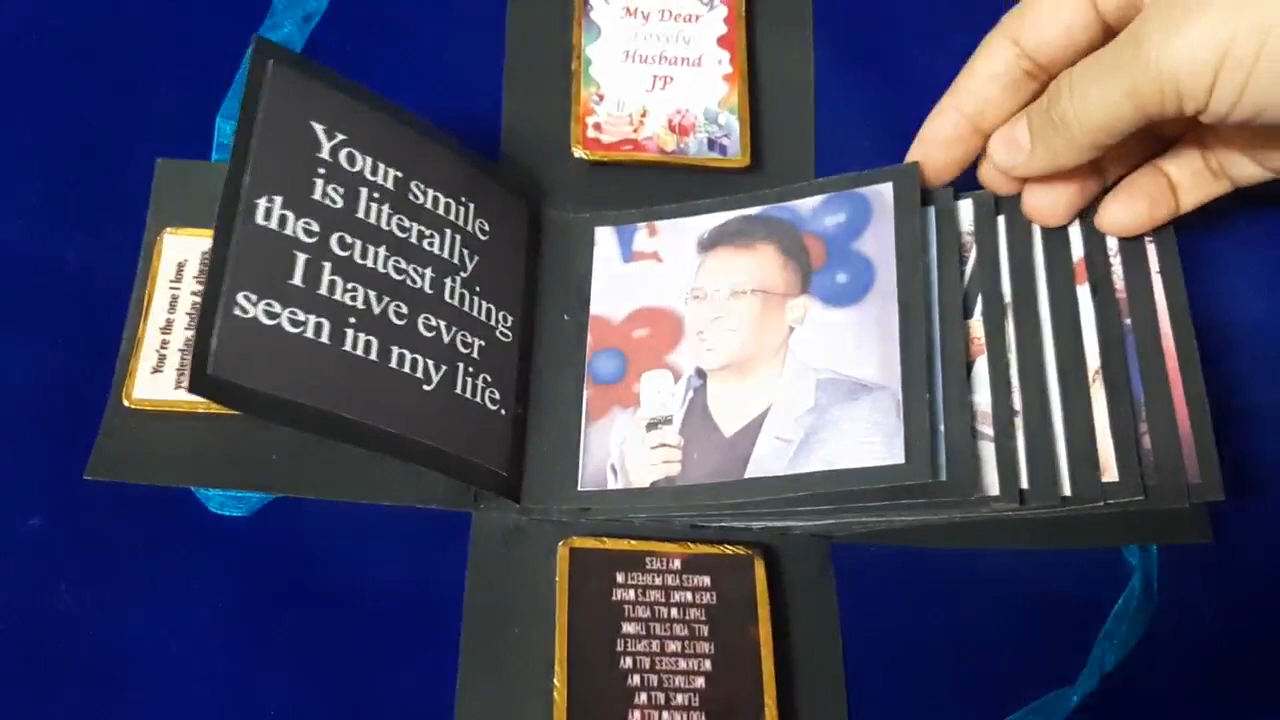 My Dear
Lovely
Husband
JP
Your smile
is literally
the cutest thing
I have ever
seen in my life.
You're the one I love,
yesterday, today & always.
YOU KNOW ALL MY
FLAWS, ALL MY
MISTAKES, ALL MY
WEAKNESSES, ALL MY
FAULTS AND, DESPITE IT
ALL, YOU STILL THINK
THAT I'M ALL YOU'LL
EVER WANT. THAT'S WHAT
MAKES YOU PERFECT IN
MY EYES